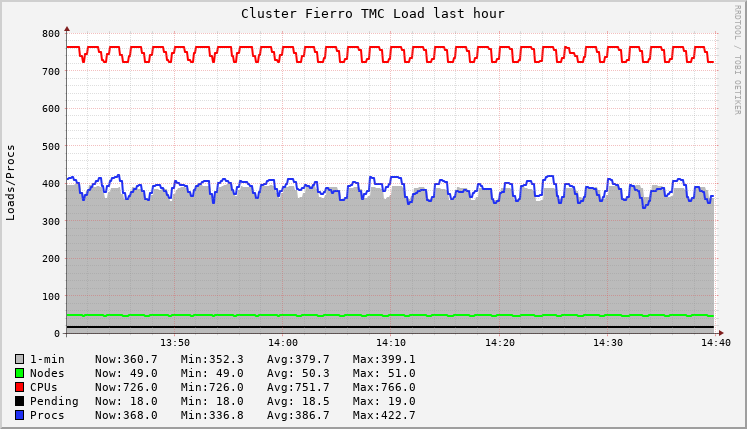 Cluster Fierro TMC Load last hour
RRDTOOL / TOBI OETIKER
Loads/Procs
800
700
600
500
400
300
200
100
0
13:50 14:00 14:10 14:20 14:30 14:40
1-min Now:360.7 Min:352.3 Avg:379.7 Max:399.1
Nodes Now: 49.0 Min: 49.0 Avg: 50.3 Max: 51.0
CPUs Now:726.0 Min:726.0 Avg:751.7 Max:766.0
Pending Now: 18.0 Min: 18.0 Avg: 18.5 Max: 19.0
Procs Now:368.0 Min:336.8 Avg:386.7 Max:422.7